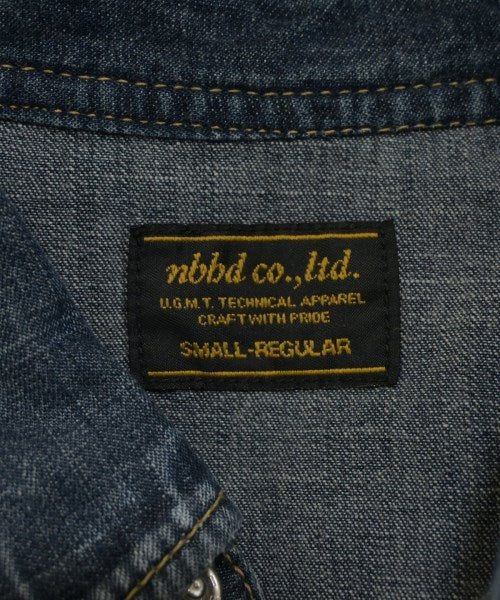 nbbd co.,ltd.
U.G.M.T. TECHNICAL APPAREL
CRAFT WITH PRIDE
SMALL-REGULAR